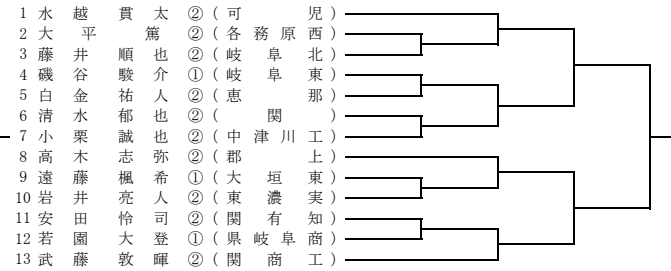 1 水越貫太 ②(可児)
2 大平篤 ②(各務原西)
3 藤井順也 ②(岐阜北)
4 磯谷駿介 ①(岐阜東)
5 白金祐人 ②(恵那)
6 清水郁也 ②(関)
7 小栗誠也 ②(中津川工)
8 高木志弥 ②(郡上)
9 遠藤楓希 ①(大垣東)
10 岩井亮人 ②(東濃実)
11 安田怜司 ②(関有知)
12 若園大登 ①(県岐阜商)
13 武藤敦暉 ②(関商工)